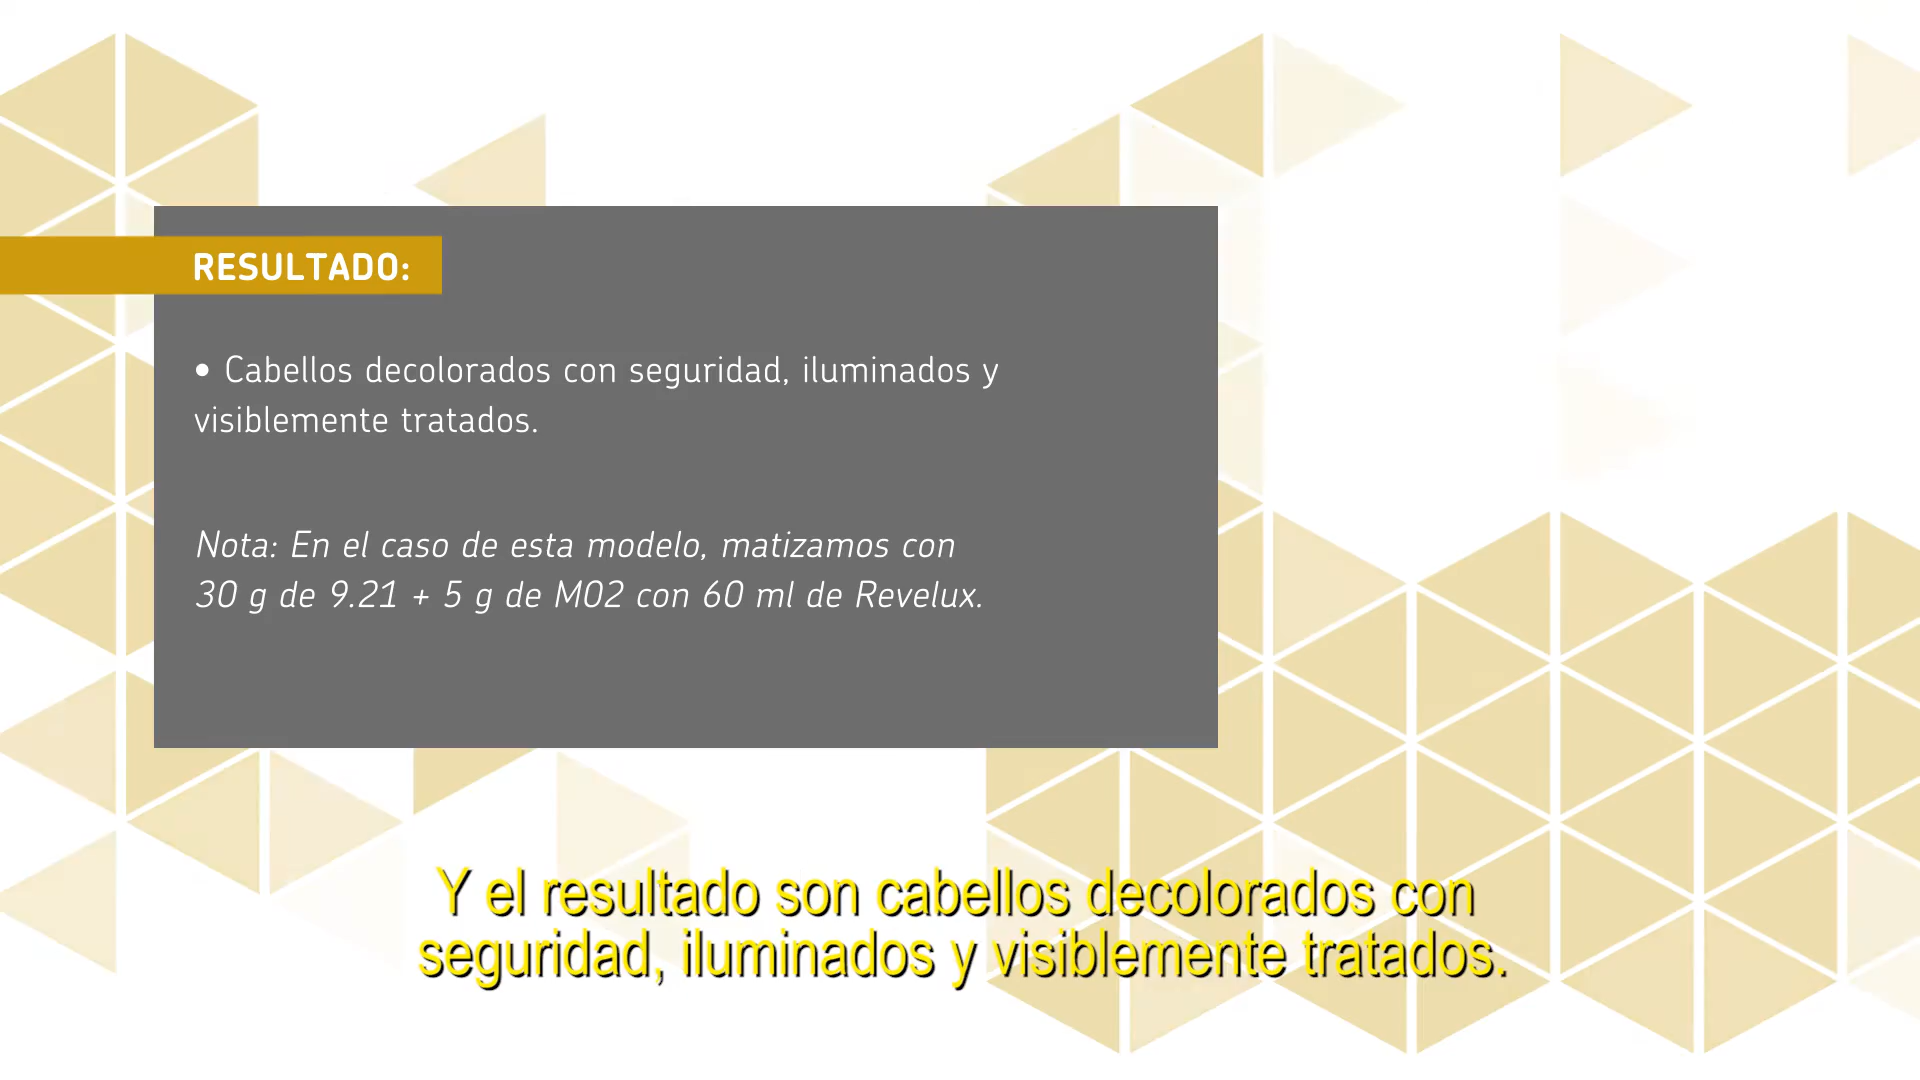 RESULTADO:
• Cabellos decolorados con seguridad, iluminados y
visiblemente tratados.
Nota: En el caso de esta modelo, matizamos con
30 g de 9.21 + 5 g de M02 con 60 ml de Revelux.
Y el resultado son cabellos decolorados con
seguridad, iluminados y visiblemente tratados.